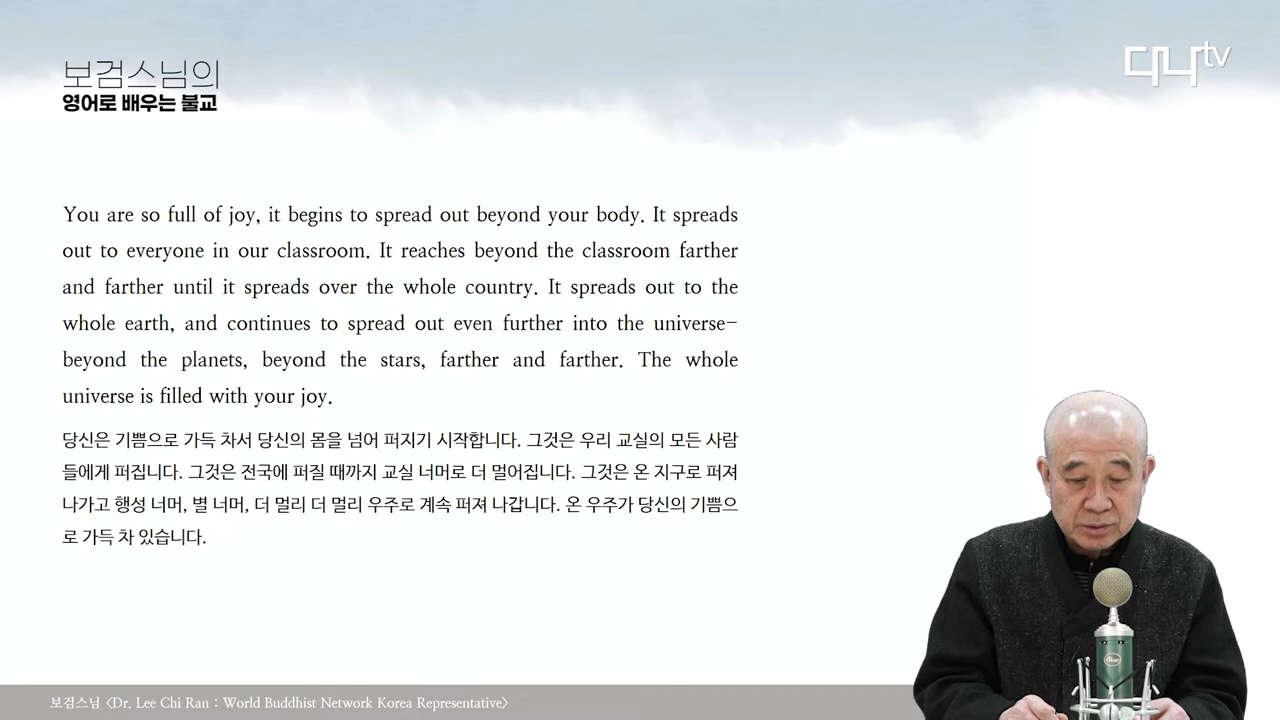 보검스님의
영어로 배우는 불교
다나tv
You are so full of joy, it begins to spread out beyond your body. It spreads
out to everyone in our classroom. It reaches beyond the classroom farther
and farther until it spreads over the whole country. It spreads out to the
whole earth, and continues to spread out even further into the universe-
beyond the planets, beyond the stars, farther and farther. The whole
universe is filled with your joy.
당신은 기쁨으로 가득 차서 당신의 몸을 넘어 퍼지기 시작합니다. 그것은 우리 교실의 모든 사람
들에게 퍼집니다. 그것은 전국에 퍼질 때까지 교실 너머로 더 멀어집니다. 그것은 온 지구로 퍼져
나가고 행성 너머, 별 너머, 더 멀리 더 멀리 우주로 계속 퍼져 나갑니다. 온 우주가 당신의 기쁨으
로 가득 차 있습니다.
Blue
보검스님 <Dr. Lee Chi Ran : World Buddhist Network Korea Representative>